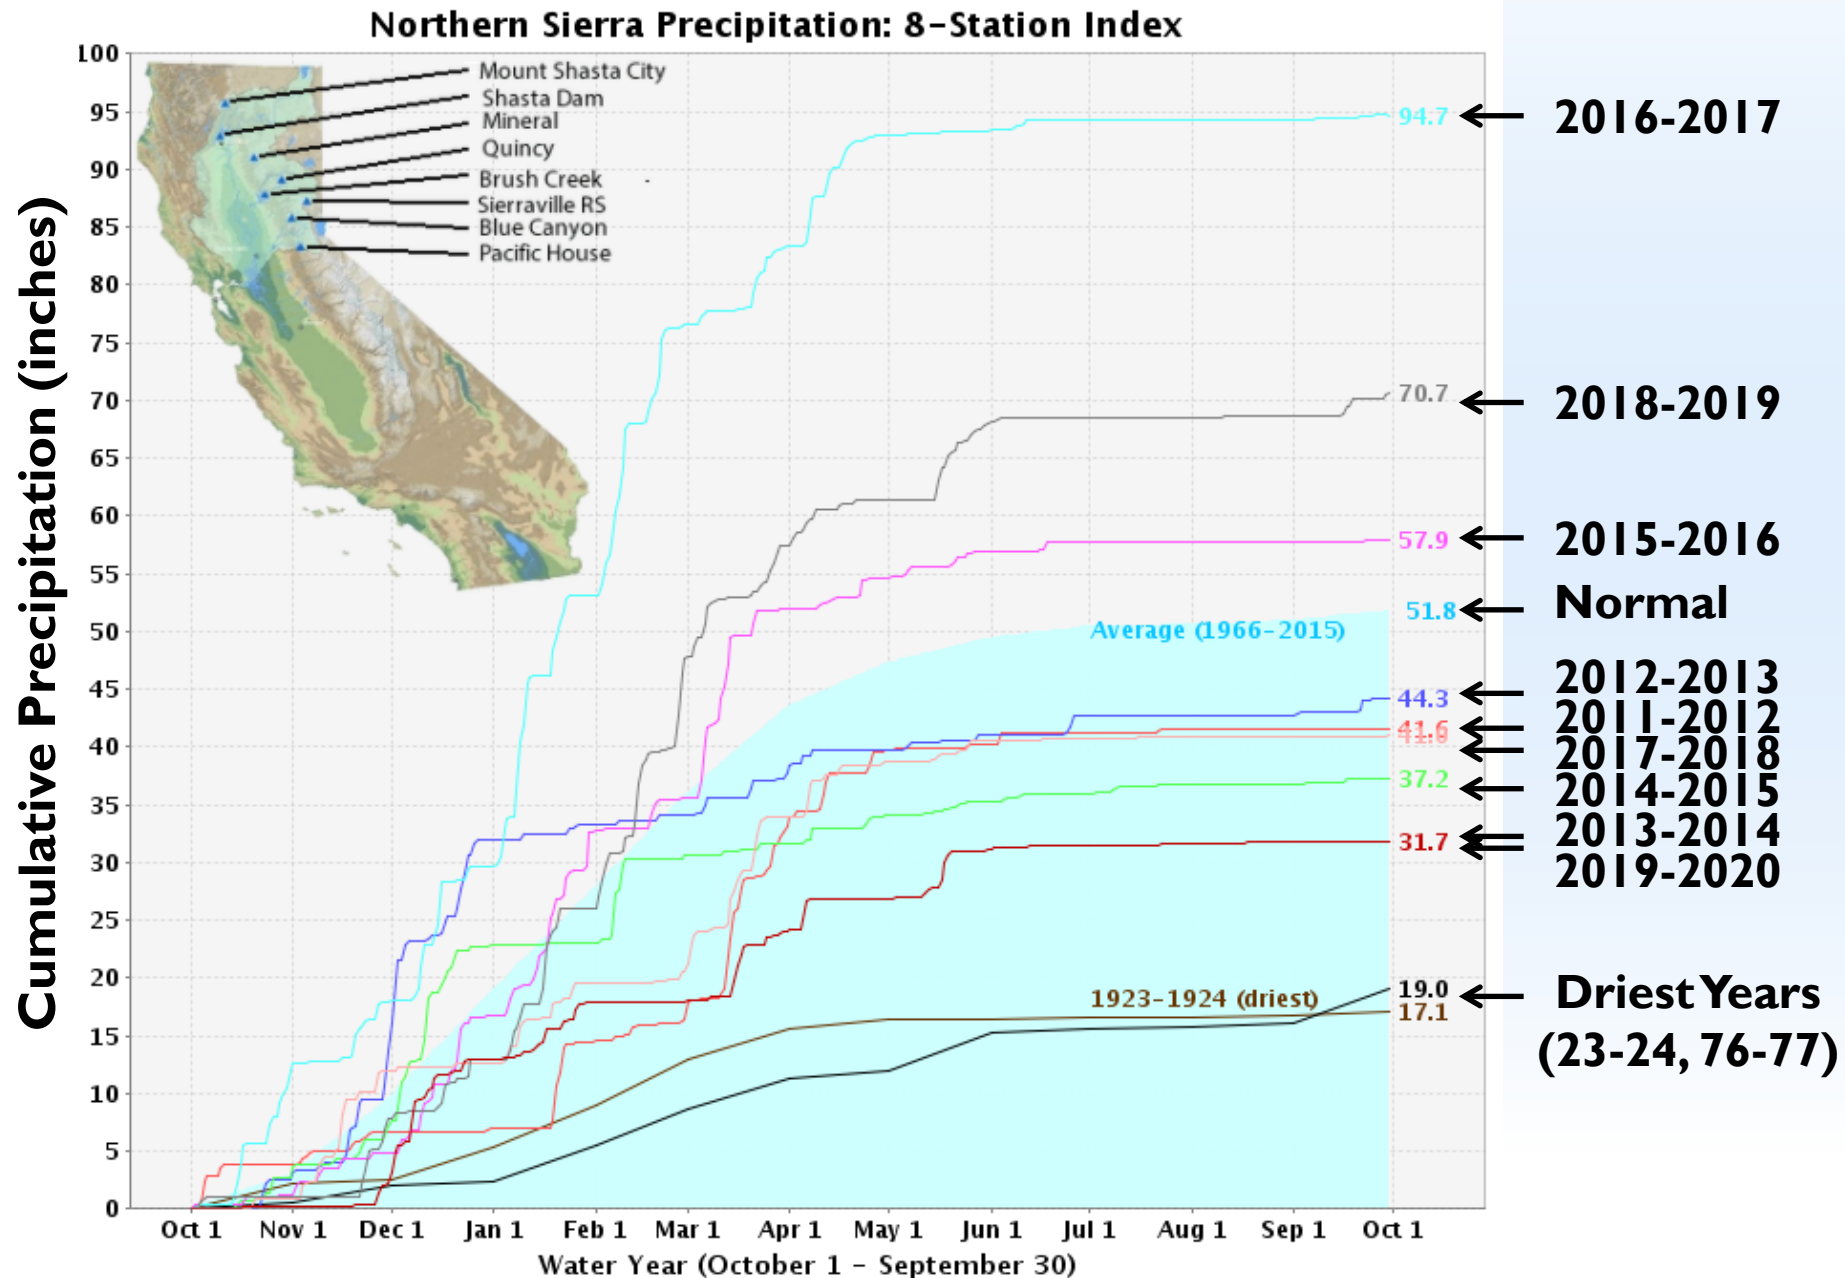 Northern Sierra Precipitation: 8-Station Index
Cumulative Precipitation (inches)
100
95
90
85
80
75
70
65
60
55
50
45
40
35
30
25
20
15
10
5
0
Mount Shasta City
Shasta Dam
Mineral
Quincy
Brush Creek
Sierraville RS
Blue Canyon
Pacific House
94.7
2016-2017
70.7
2018-2019
57.9
2015-2016
51.8
Normal
Average (1966-2015)
44.3
2012-2013
41.6
2011-2012
2017-2018
37.2
2014-2015
2013-2014
31.7
2019-2020
1923-1924 (driest)
19.0
17.1
Driest Years
(23-24, 76-77)
Oct 1 Nov 1 Dec 1 Jan 1 Feb 1 Mar 1 Apr 1 May 1 Jun 1 Jul 1 Aug 1 Sep 1 Oct 1
Water Year (October 1 - September 30)